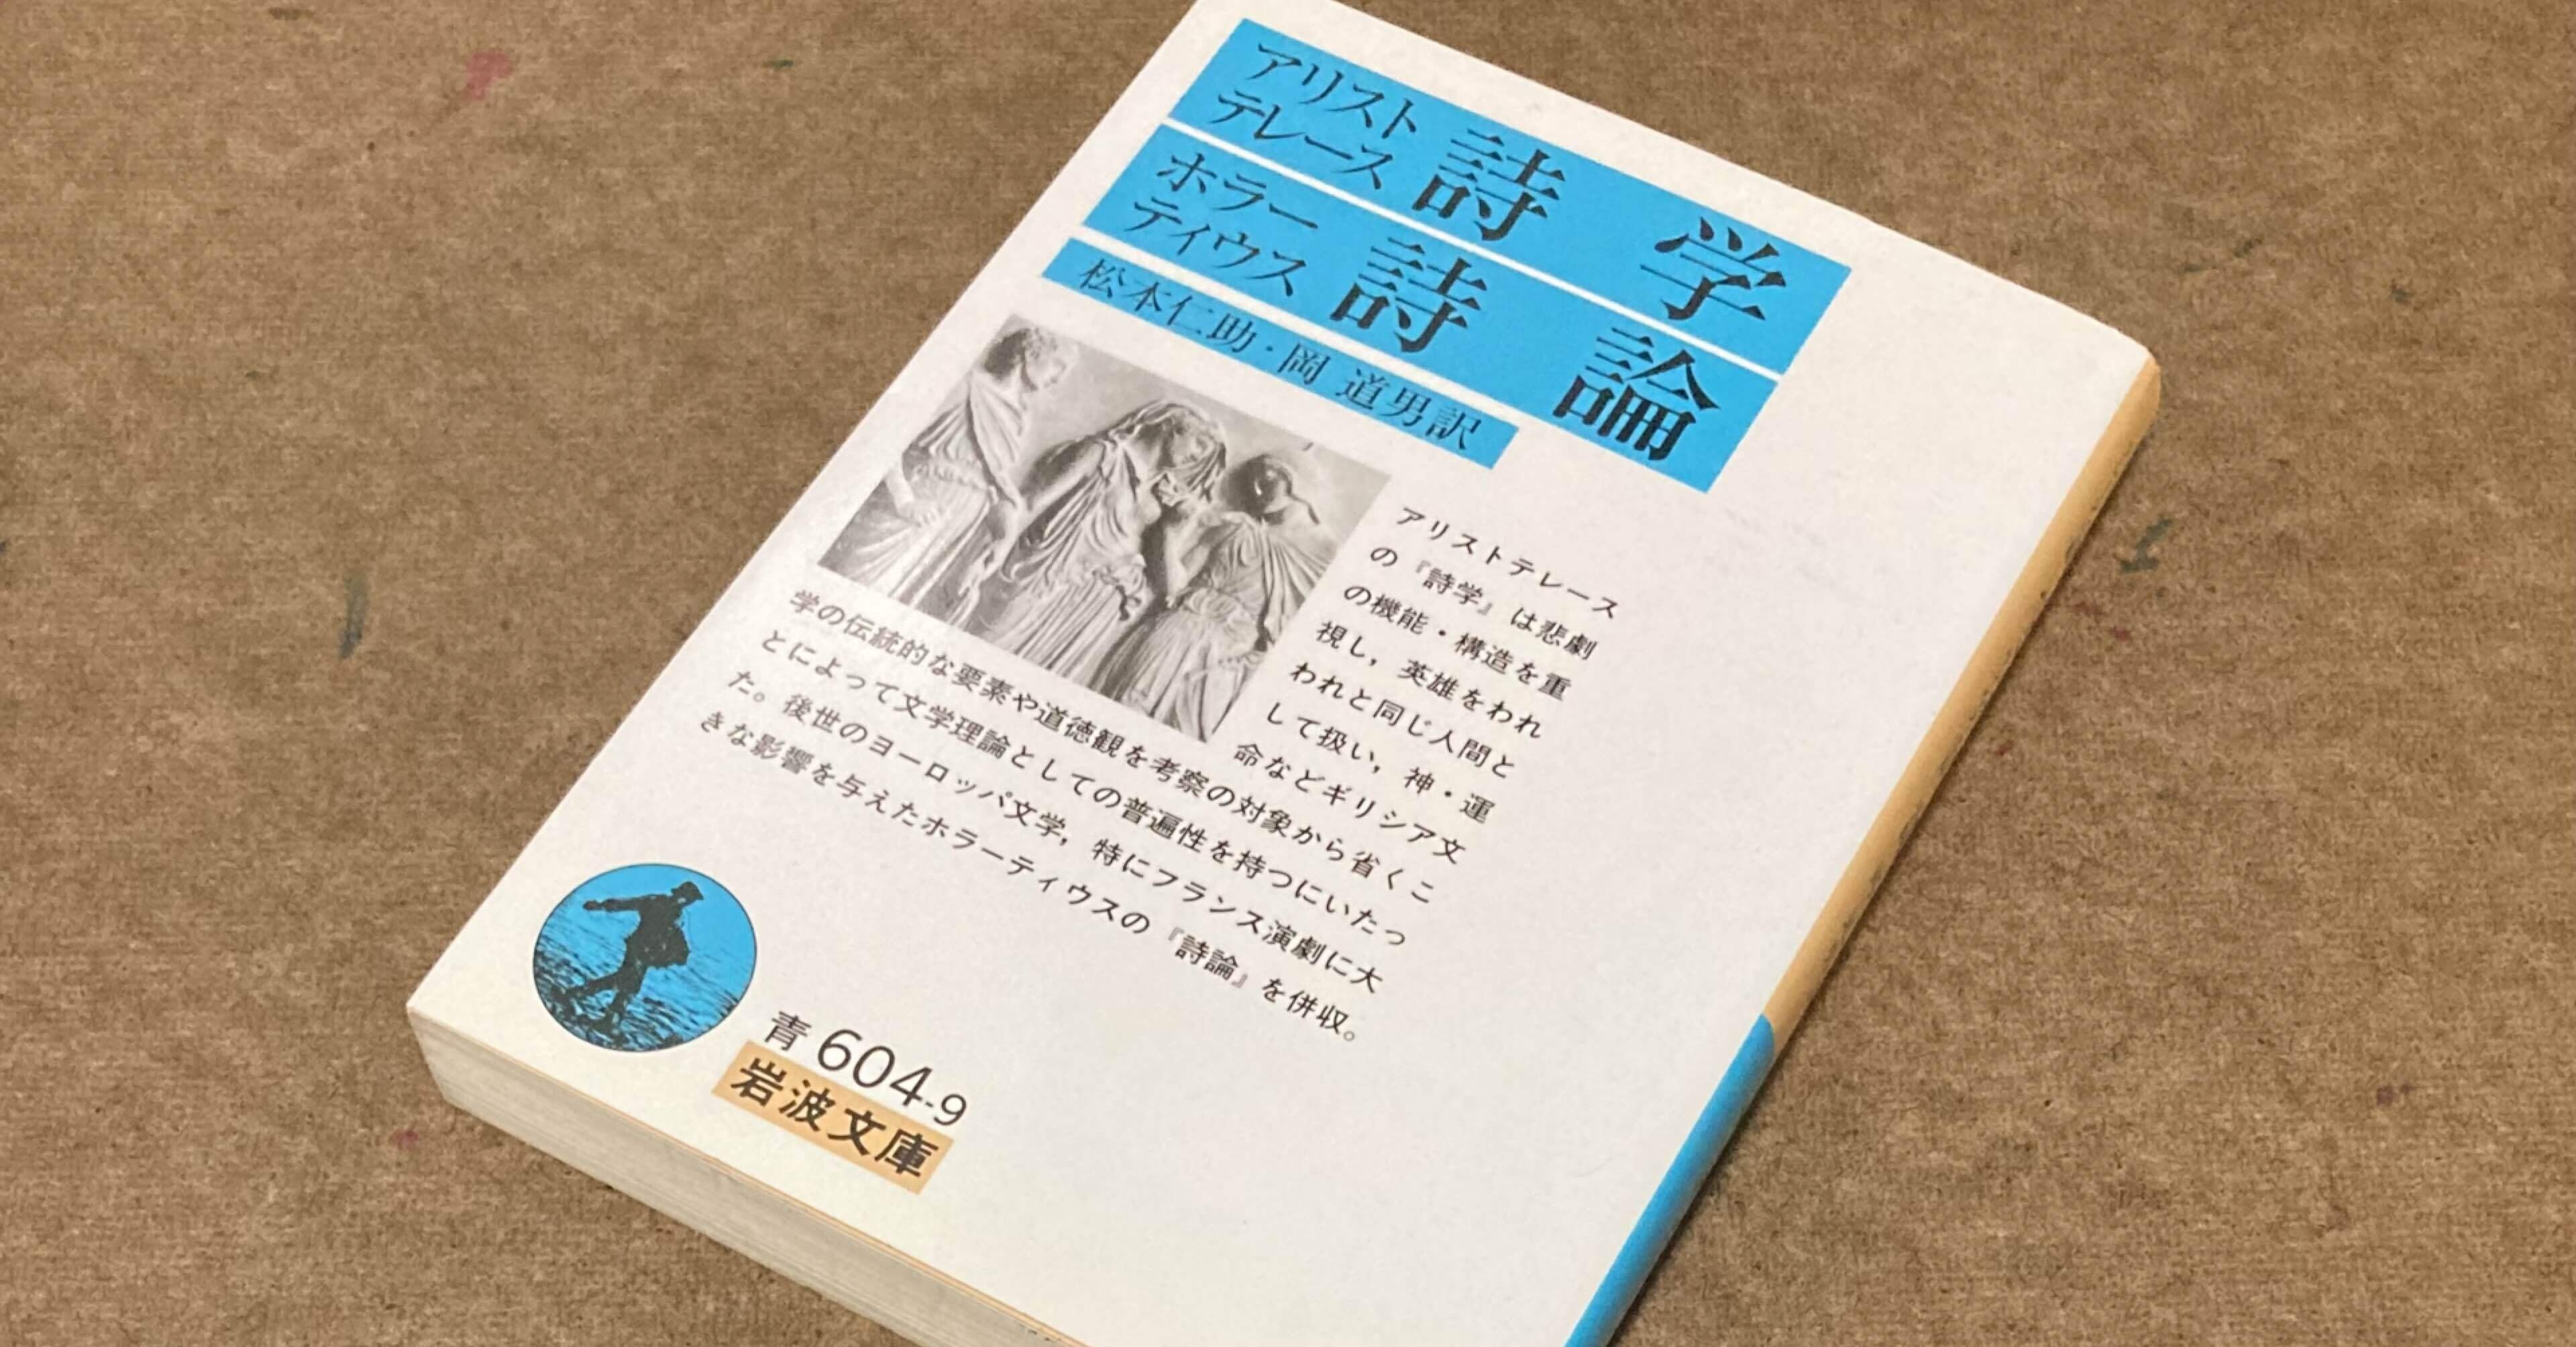 アリスト
テレース
詩 学
ホラー
ティウス
詩 論
松本仁助・岡 道男訳
アリストテレース
の『詩学』は悲劇
の機能・構造を重
視し，英雄をわれ
われと同じ人間と
して扱い，神・運
命などギリシア文
学の伝統的な要素や道徳観を考察の対象から省くこ
とによって文学理論としての普遍性を持つにいたっ
た。後世のヨーロッパ文学，特にフランス演劇に大
きな影響を与えたホラーティウスの『詩論』を併収。
青 604-9
岩波文庫